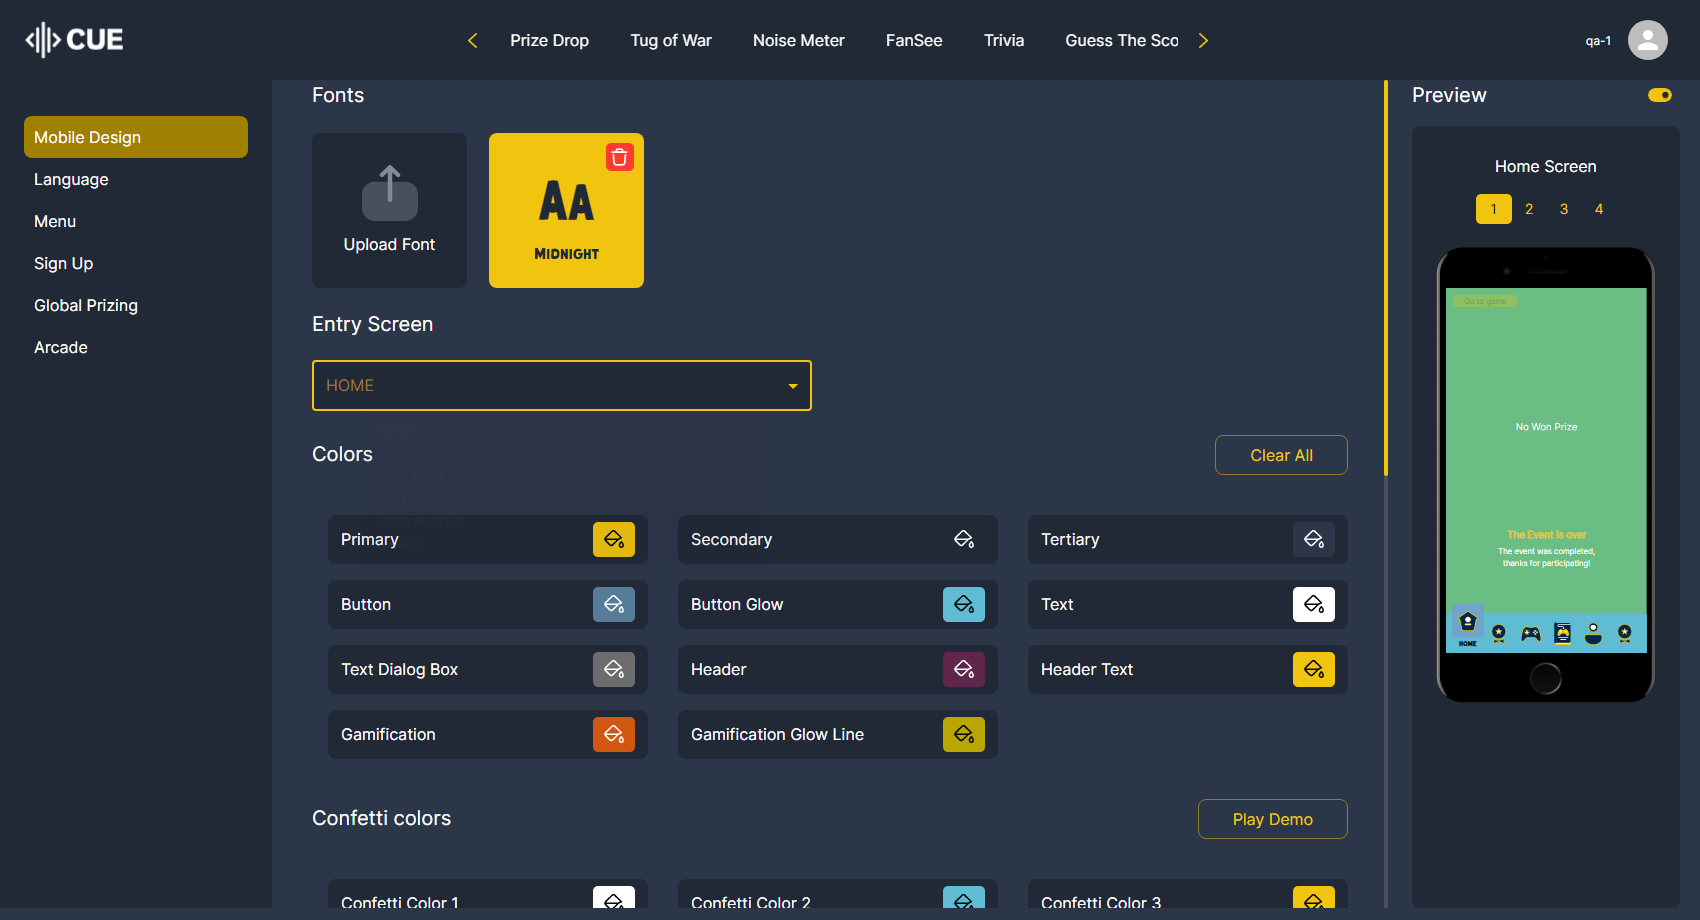 CUE
Prize Drop
Tug of War
Noise Meter
FanSee
Trivia
Guess The Sco
qa-1
Mobile Design
Language
Menu
Sign Up
Global Prizing
Arcade
Fonts
Upload Font
AA
MIDNIGHT
Entry Screen
HOME
Colors
Clear All
Primary
Secondary
Tertiary
Button
Button Glow
Text
Text Dialog Box
Header
Header Text
Gamification
Gamification Glow Line
Confetti colors
Play Demo
Confetti Color 1
Confetti Color 2
Confetti Color 3
Preview
Home Screen
1 2 3 4
Go to game
No Won Prize
The Event is over
The event was completed,
thanks for participating!
HOME